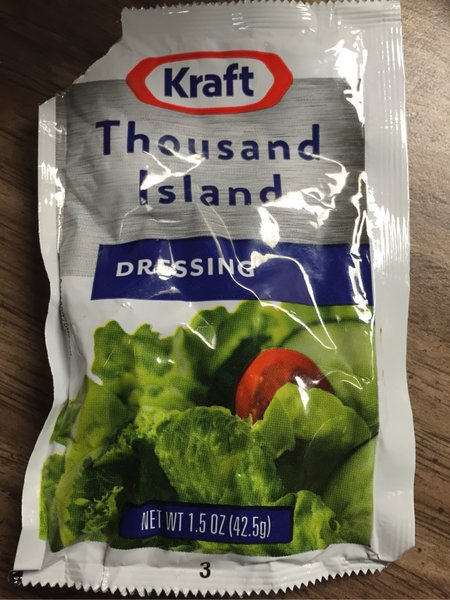 Kraft
Thousand
Island
DRESSING
NET WT 1.5 OZ (42.5g)
3